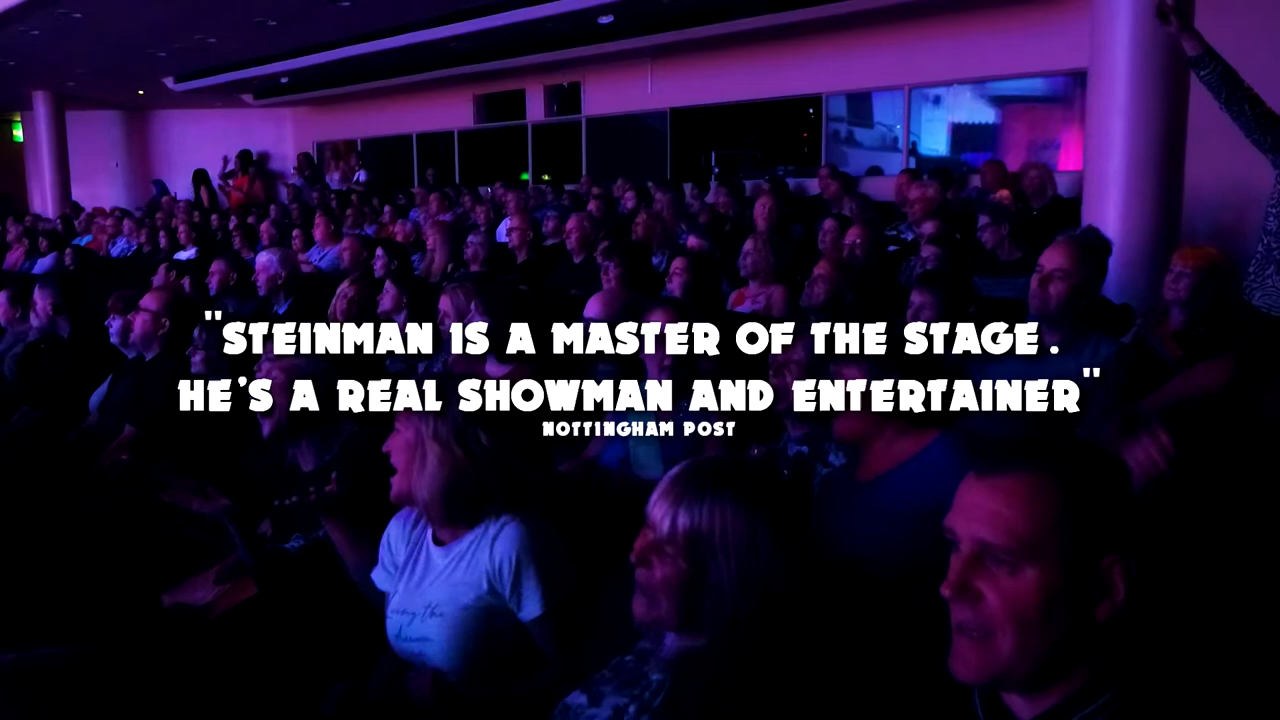 "STEINMAN IS A MASTER OF THE STAGE.
HE'S A REAL SHOWMAN AND ENTERTAINER"
NOTTINGHAM POST